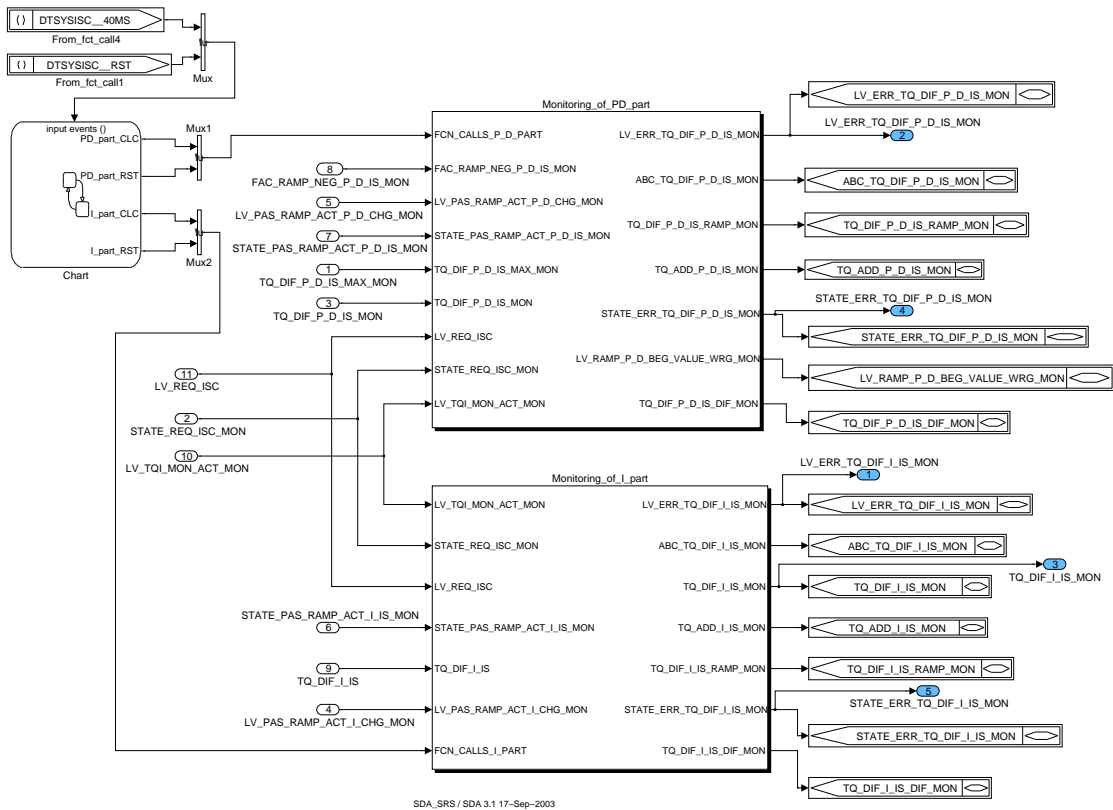 DTSYSISC__40MS
From_fct_call4
DTSYSISC__RST
From_fct_call1
Mux
input events ()
PD_part_CLC
PD_part_RST
I_part_CLC
I_part_RST
Chart
Mux1
Mux2
8
FAC_RAMP_NEG_P_D_IS_MON
5
LV_PAS_RAMP_ACT_P_D_CHG_MON
7
STATE_PAS_RAMP_ACT_P_D_IS_MON
1
TQ_DIF_P_D_IS_MAX_MON
3
TQ_DIF_P_D_IS_MON
11
LV_REQ_ISC
2
STATE_REQ_ISC_MON
10
LV_TQI_MON_ACT_MON
Monitoring_of_PD_part
FCN_CALLS_P_D_PART
FAC_RAMP_NEG_P_D_IS_MON
LV_PAS_RAMP_ACT_P_D_CHG_MON
STATE_PAS_RAMP_ACT_P_D_IS_MON
TQ_DIF_P_D_IS_MAX_MON
TQ_DIF_P_D_IS_MON
LV_REQ_ISC
STATE_REQ_ISC_MON
LV_TQI_MON_ACT_MON
LV_ERR_TQ_DIF_P_D_IS_MON
ABC_TQ_DIF_P_D_IS_MON
TQ_DIF_P_D_IS_RAMP_MON
TQ_ADD_P_D_IS_MON
STATE_ERR_TQ_DIF_P_D_IS_MON
LV_RAMP_P_D_BEG_VALUE_WRG_MON
TQ_DIF_P_D_IS_DIF_MON
LV_ERR_TQ_DIF_P_D_IS_MON
LV_ERR_TQ_DIF_P_D_IS_MON
2
ABC_TQ_DIF_P_D_IS_MON
TQ_DIF_P_D_IS_RAMP_MON
TQ_ADD_P_D_IS_MON
STATE_ERR_TQ_DIF_P_D_IS_MON
4
STATE_ERR_TQ_DIF_P_D_IS_MON
LV_RAMP_P_D_BEG_VALUE_WRG_MON
TQ_DIF_P_D_IS_DIF_MON
Monitoring_of_I_part
STATE_PAS_RAMP_ACT_I_IS_MON
6
9
TQ_DIF_I_IS
4
LV_PAS_RAMP_ACT_I_CHG_MON
LV_TQI_MON_ACT_MON
STATE_REQ_ISC_MON
LV_REQ_ISC
STATE_PAS_RAMP_ACT_I_IS_MON
TQ_DIF_I_IS
LV_PAS_RAMP_ACT_I_CHG_MON
FCN_CALLS_I_PART
LV_ERR_TQ_DIF_I_IS_MON
ABC_TQ_DIF_I_IS_MON
TQ_DIF_I_IS_MON
TQ_ADD_I_IS_MON
TQ_DIF_I_IS_RAMP_MON
STATE_ERR_TQ_DIF_I_IS_MON
TQ_DIF_I_IS_DIF_MON
LV_ERR_TQ_DIF_I_IS_MON
1
LV_ERR_TQ_DIF_I_IS_MON
ABC_TQ_DIF_I_IS_MON
3
TQ_DIF_I_IS_MON
TQ_DIF_I_IS_MON
TQ_ADD_I_IS_MON
TQ_DIF_I_IS_RAMP_MON
5
STATE_ERR_TQ_DIF_I_IS_MON
STATE_ERR_TQ_DIF_I_IS_MON
TQ_DIF_I_IS_DIF_MON
SDA_SRS / SDA 3.1 17−Sep−2003